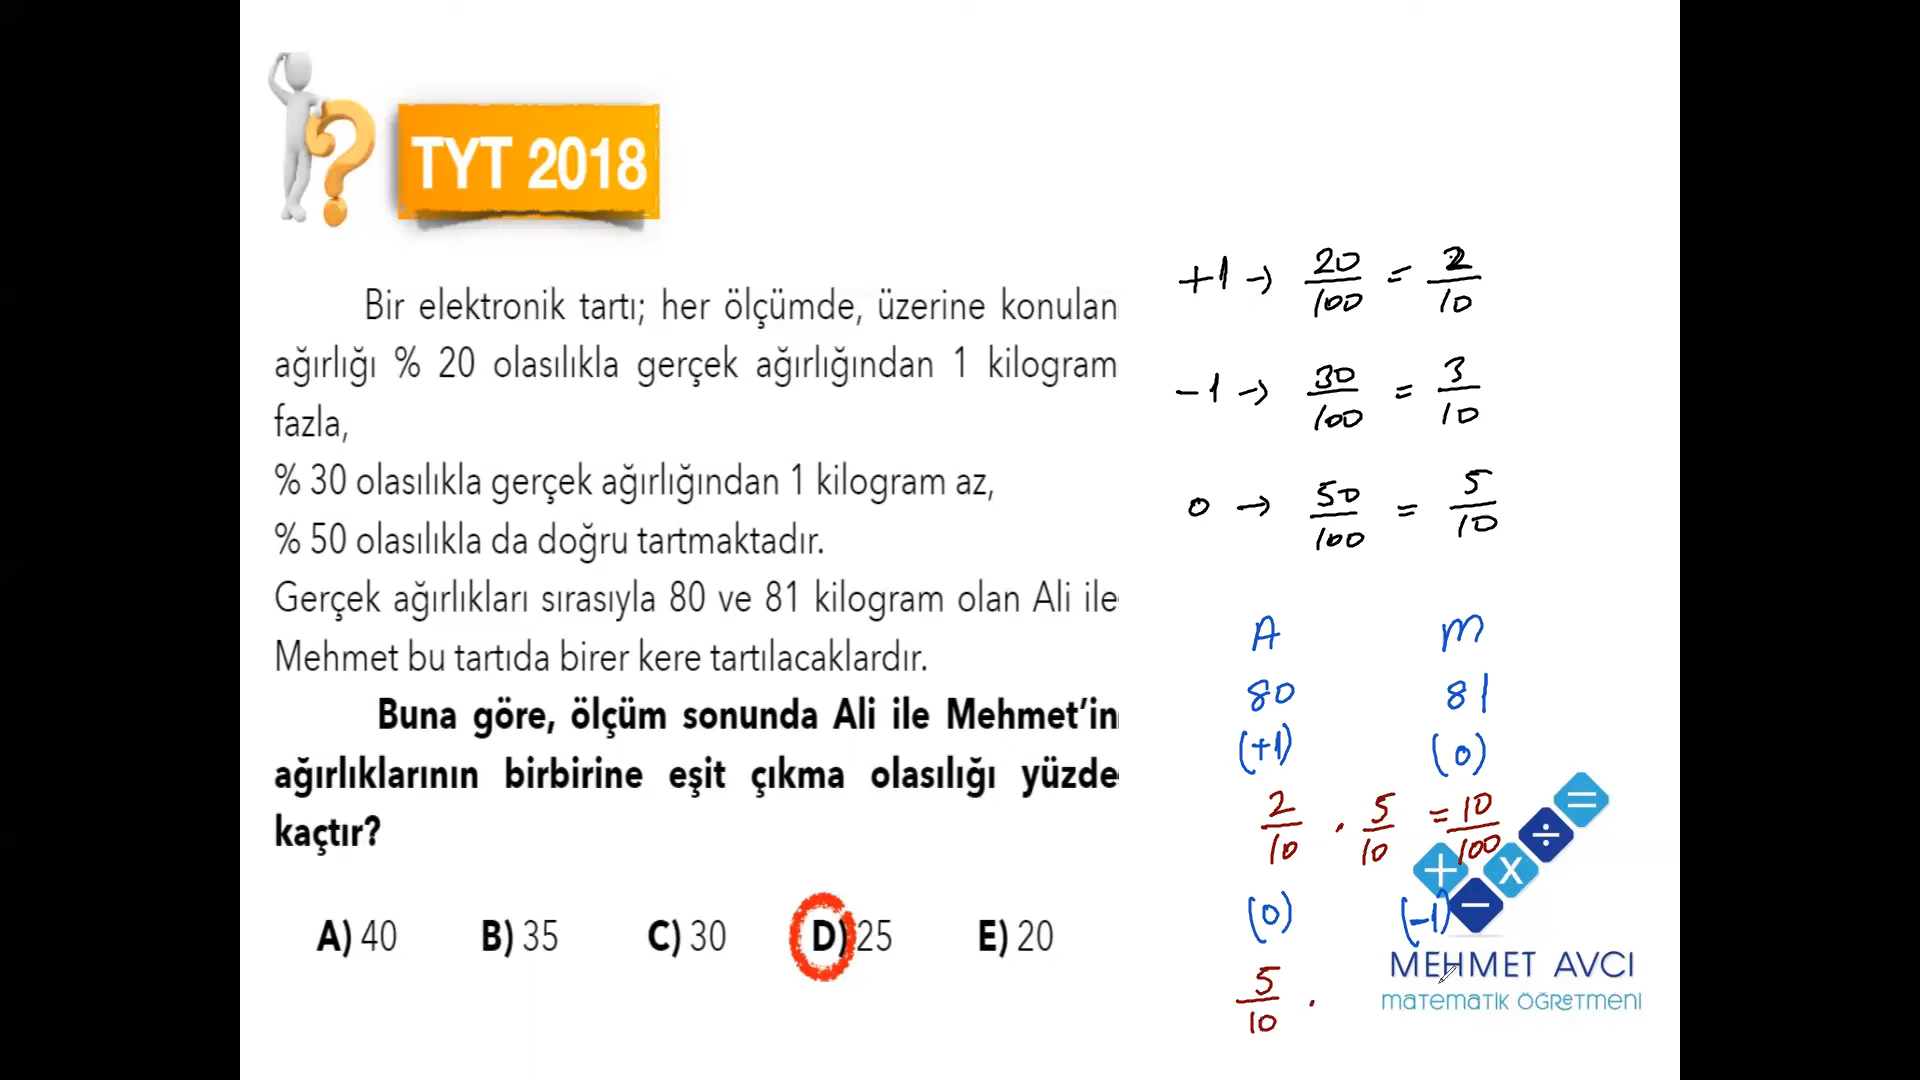 TYT 2018
Bir elektronik tartı; her ölçümde, üzerine konulan
ağırlığı % 20 olasılıkla gerçek ağırlığından 1 kilogram
fazla,
% 30 olasılıkla gerçek ağırlığından 1 kilogram az,
% 50 olasılıkla da doğru tartmaktadır.
Gerçek ağırlıkları sırasıyla 80 ve 81 kilogram olan Ali ile
Mehmet bu tartıda birer kere tartılacaklardır.
Buna göre, ölçüm sonunda Ali ile Mehmet'in
ağırlıklarının birbirine eşit çıkma olasılığı yüzde
kaçtır?
A) 40 B) 35 C) 30 D) 25 E) 20
+1 → 20/100 = 2/10
-1 → 30/100 = 3/10
0 → 50/100 = 5/10
A M
80 81
(+1) (0)
2/10 . 5/10 = 10/100
(0) (-1)
5/10 .
= ÷ + x −
MEHMET AVCI
matematik öğretmeni